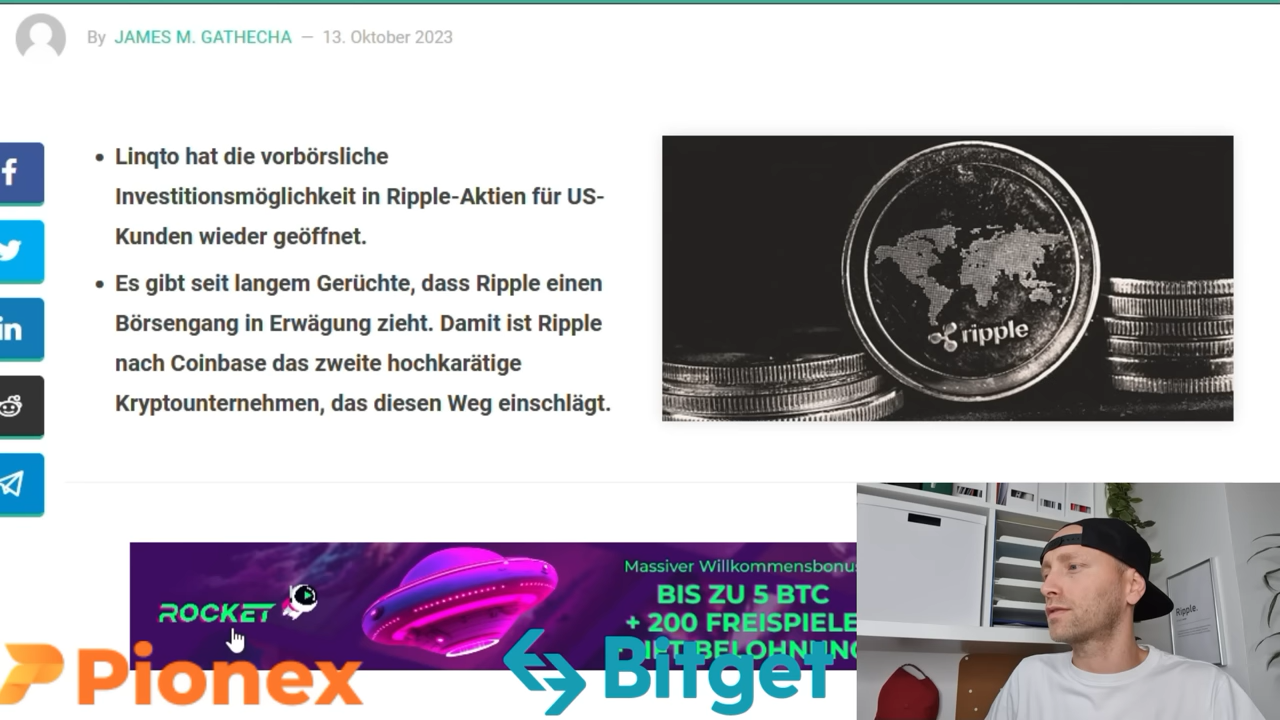 By JAMES M. GATHECHA — 13. Oktober 2023
• Linqto hat die vorbörsliche
Investitionsmöglichkeit in Ripple-Aktien für US-
Kunden wieder geöffnet.
• Es gibt seit langem Gerüchte, dass Ripple einen
Börsengang in Erwägung zieht. Damit ist Ripple
nach Coinbase das zweite hochkarätige
Kryptounternehmen, das diesen Weg einschlägt.
ripple
ROCKET
Massiver Willkommensbonus
BIS ZU 5 BTC
+ 200 FREISPIELE
Pionex
Bitget
Ripple.